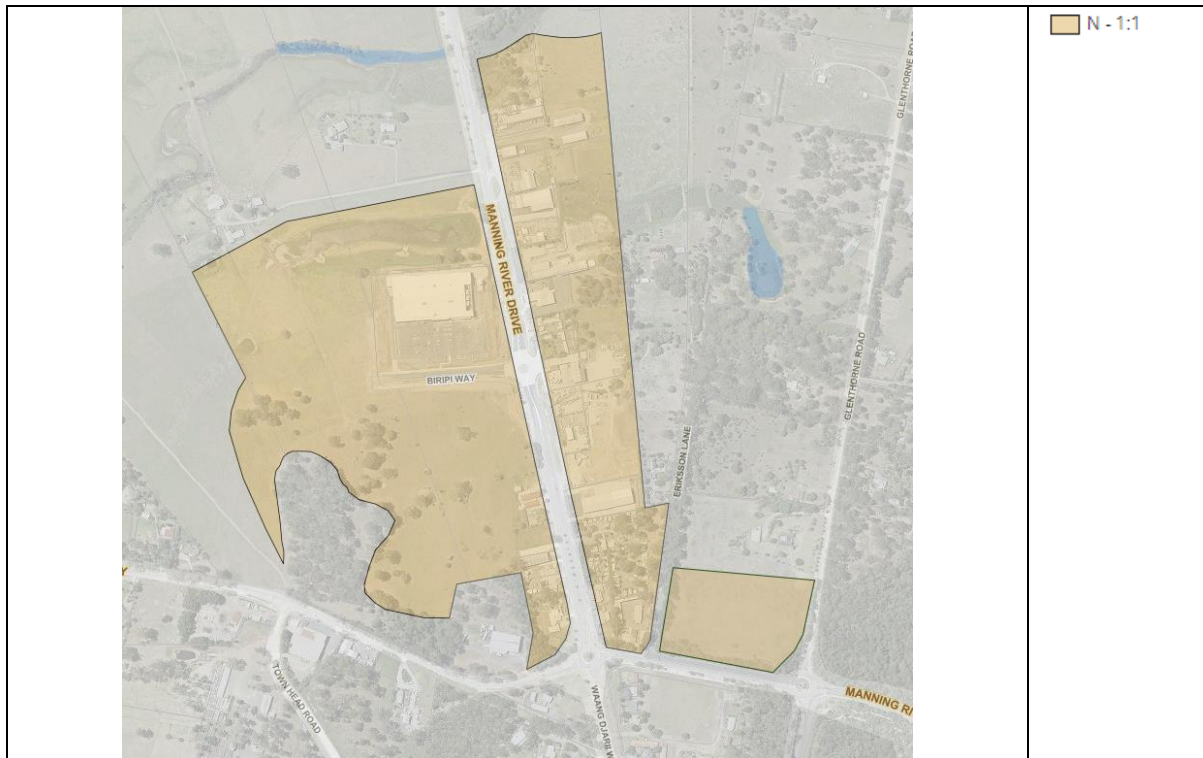 N - 1:1
GLENTHORNE ROAD
MANNING RIVER DRIVE
BIRIPI WAY
GLENTHORNE ROAD
ERIKSSON LANE
Y
TOWN HEAD ROAD
WAANG DJARII W
MANNING RI